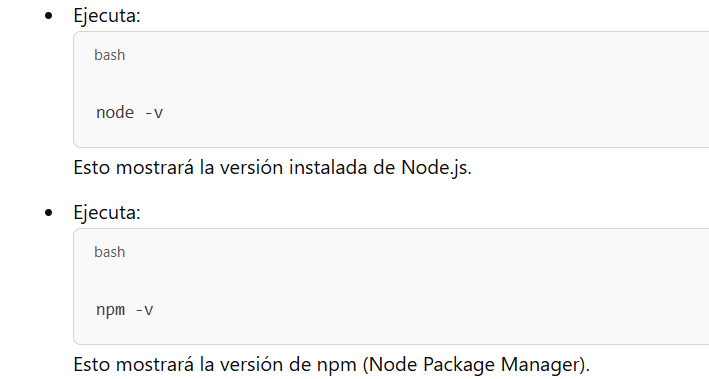 Ejecuta:
bash
node -v
Esto mostrará la versión instalada de Node.js.
Ejecuta:
bash
npm -v
Esto mostrará la versión de npm (Node Package Manager).